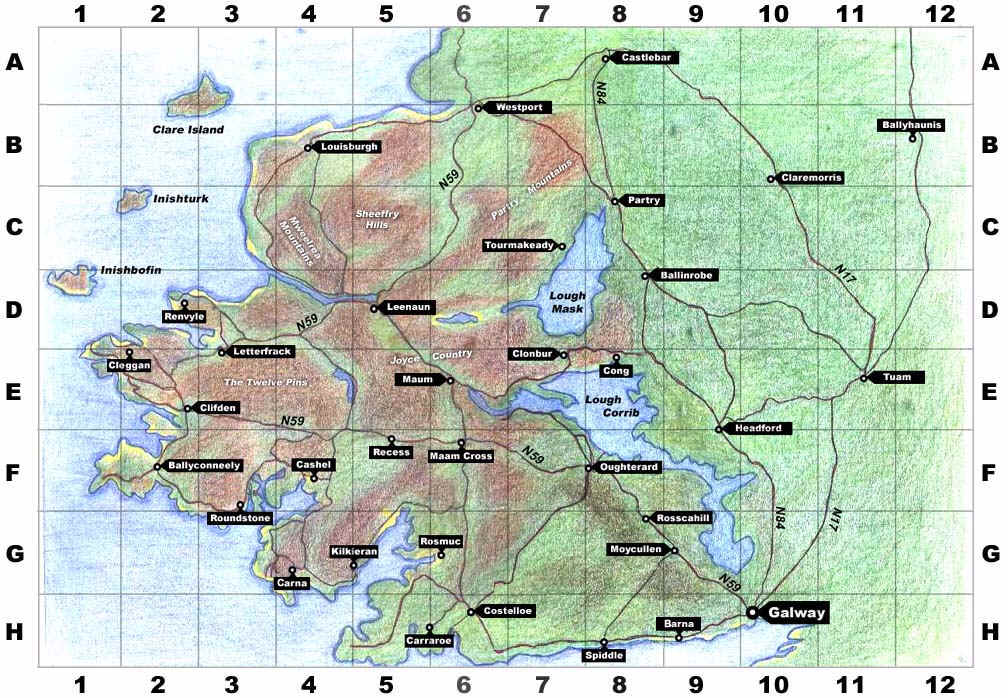 1 2 3 4 5 6 7 8 9 10 11 12
A
Castlebar
A
N84
Clare Island
Westport
Ballyhaunis
B
Louisburgh
B
N59
Partry Mountains
Claremorris
Inishturk
Partry
C
Sheeffry
Hills
Mweelrea
Mountains
Tourmakeady
C
Inishbofin
Ballinrobe
N17
D
Renvyle
N59
Leenaun
Lough
Mask
D
Cleggan
Letterfrack
Joyce Country
Clonbur
Cong
E
The Twelve Pins
Maum
Tuam
E
Clifden
N59
Lough
Corrib
Headford
Recess
Maam Cross
N59
F
Ballyconneely
Cashel
Oughterard
F
Roundstone
Rosscahill
N84
N17
G
Kilkieran
Rosmuc
Moycullen
G
Carna
N59
Costelloe
Galway
H
Carraroe
Barna
H
Spiddle
1 2 3 4 5 6 7 8 9 10 11 12